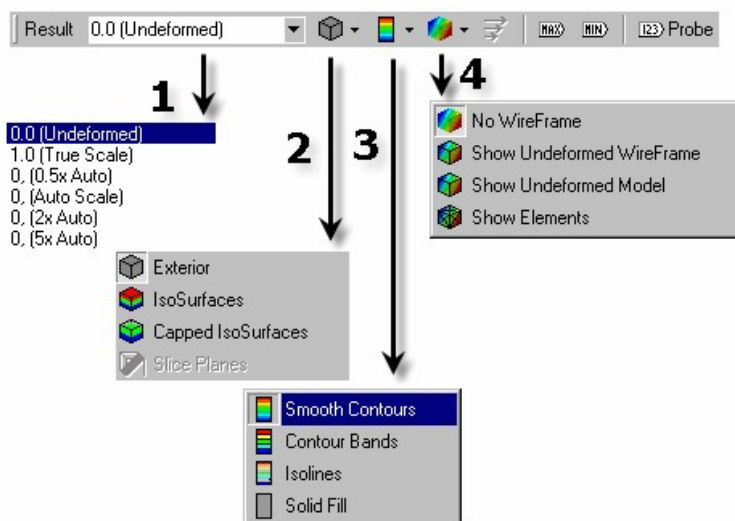 Result 0.0 (Undeformed) MAX MIN 123 Probe
1
0.0 (Undeformed)
1.0 (True Scale)
0, (0.5x Auto)
0, (Auto Scale)
0, (2x Auto)
0, (5x Auto)
2
Exterior
IsoSurfaces
Capped IsoSurfaces
Slice Planes
3
Smooth Contours
Contour Bands
Isolines
Solid Fill
4
No WireFrame
Show Undeformed WireFrame
Show Undeformed Model
Show Elements